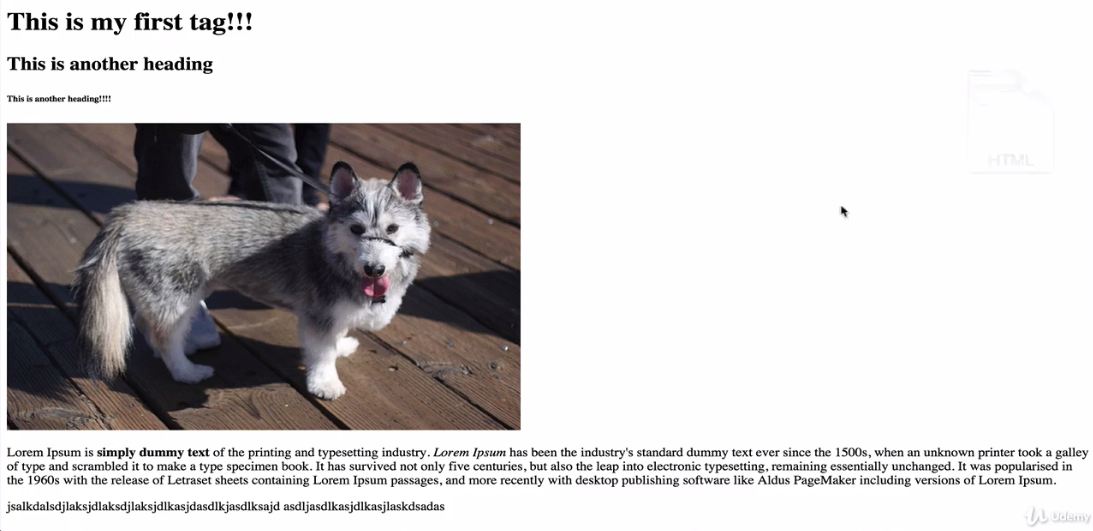 This is my first tag!!!
This is another heading
This is another heading!!!!
HTML
Lorem Ipsum is simply dummy text of the printing and typesetting industry. Lorem Ipsum has been the industry's standard dummy text ever since the 1500s, when an unknown printer took a galley
of type and scrambled it to make a type specimen book. It has survived not only five centuries, but also the leap into electronic typesetting, remaining essentially unchanged. It was popularised in
the 1960s with the release of Letraset sheets containing Lorem Ipsum passages, and more recently with desktop publishing software like Aldus PageMaker including versions of Lorem Ipsum.
jsalkdalsdjlaksjdlaksdjlaksjdlkasjdasdlkjasdlksajd asdljasdlkasjdlkasjlaskdsadas
Udemy